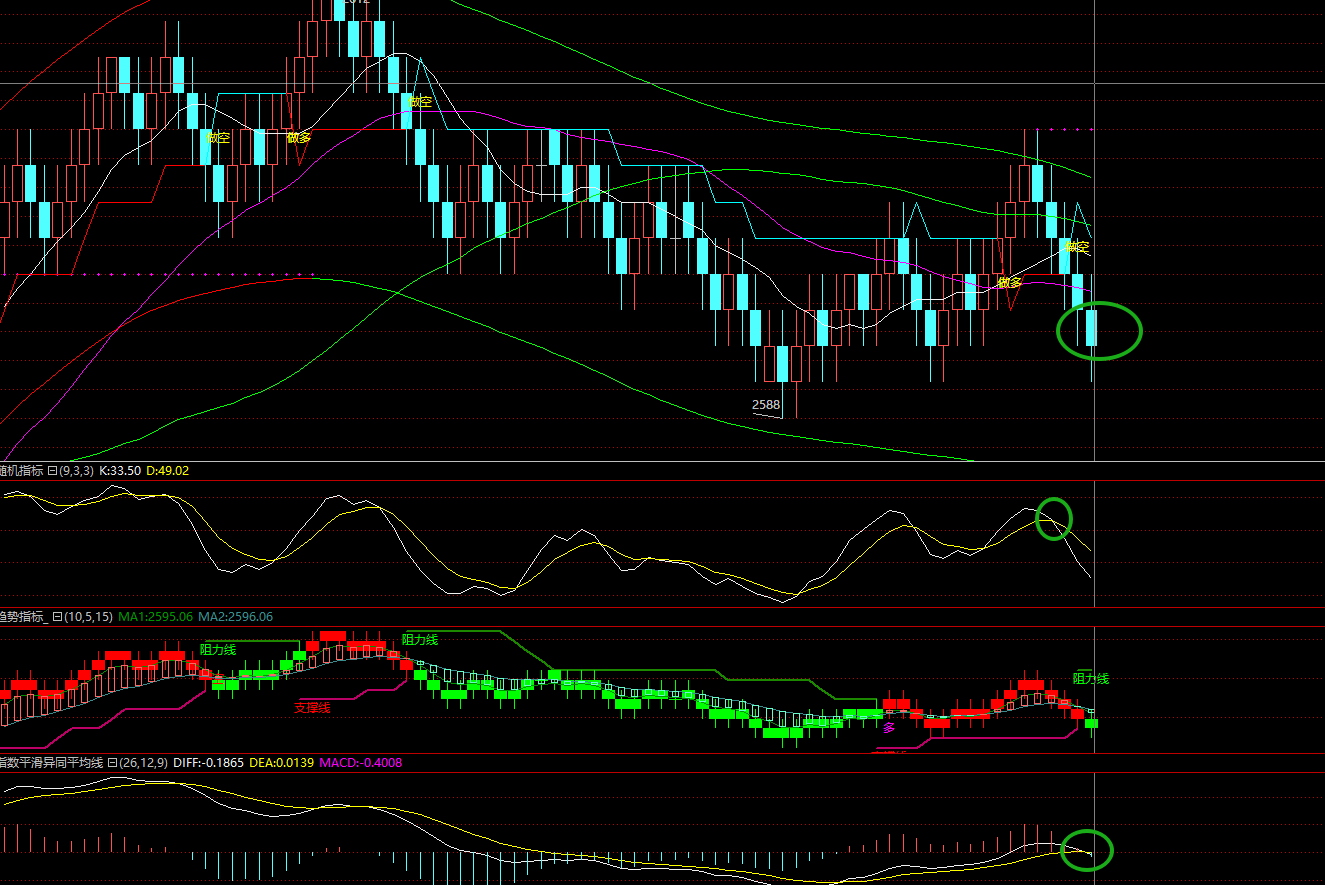 做空
做空
做多
做空
做多
2588
随机指标 (9,3,3) K:33.50 D:49.02
趋势指标_ (10,5,15) MA1:2595.06 MA2:2596.06
阻力线
阻力线
阻力线
支撑线
多
指数平滑异同平均线 (26,12,9) DIFF:-0.1865 DEA:0.0139 MACD:-0.4008